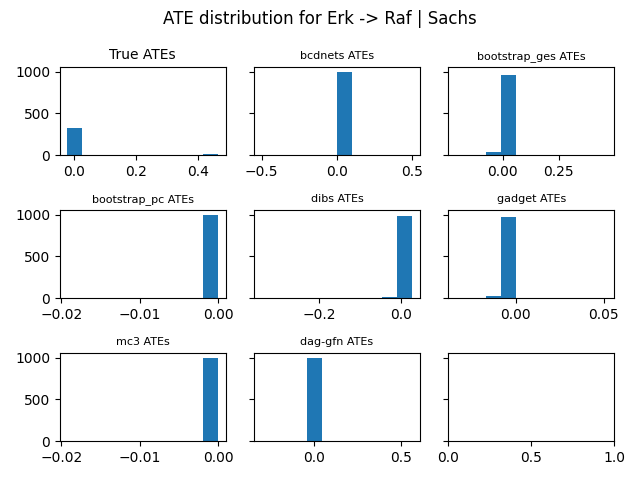 ATE distribution for Erk -> Raf | Sachs
True ATEs
bcdnets ATEs
bootstrap_ges ATEs
1000
500
0
0.0 0.2 0.4
−0.5 0.0 0.5
0.00 0.25
bootstrap_pc ATEs
dibs ATEs
gadget ATEs
1000
500
0
−0.02 −0.01 0.00
−0.2 0.0
0.00 0.05
mc3 ATEs
dag-gfn ATEs
1000
500
0
−0.02 −0.01 0.00
0.0 0.5
0.0 0.5 1.0